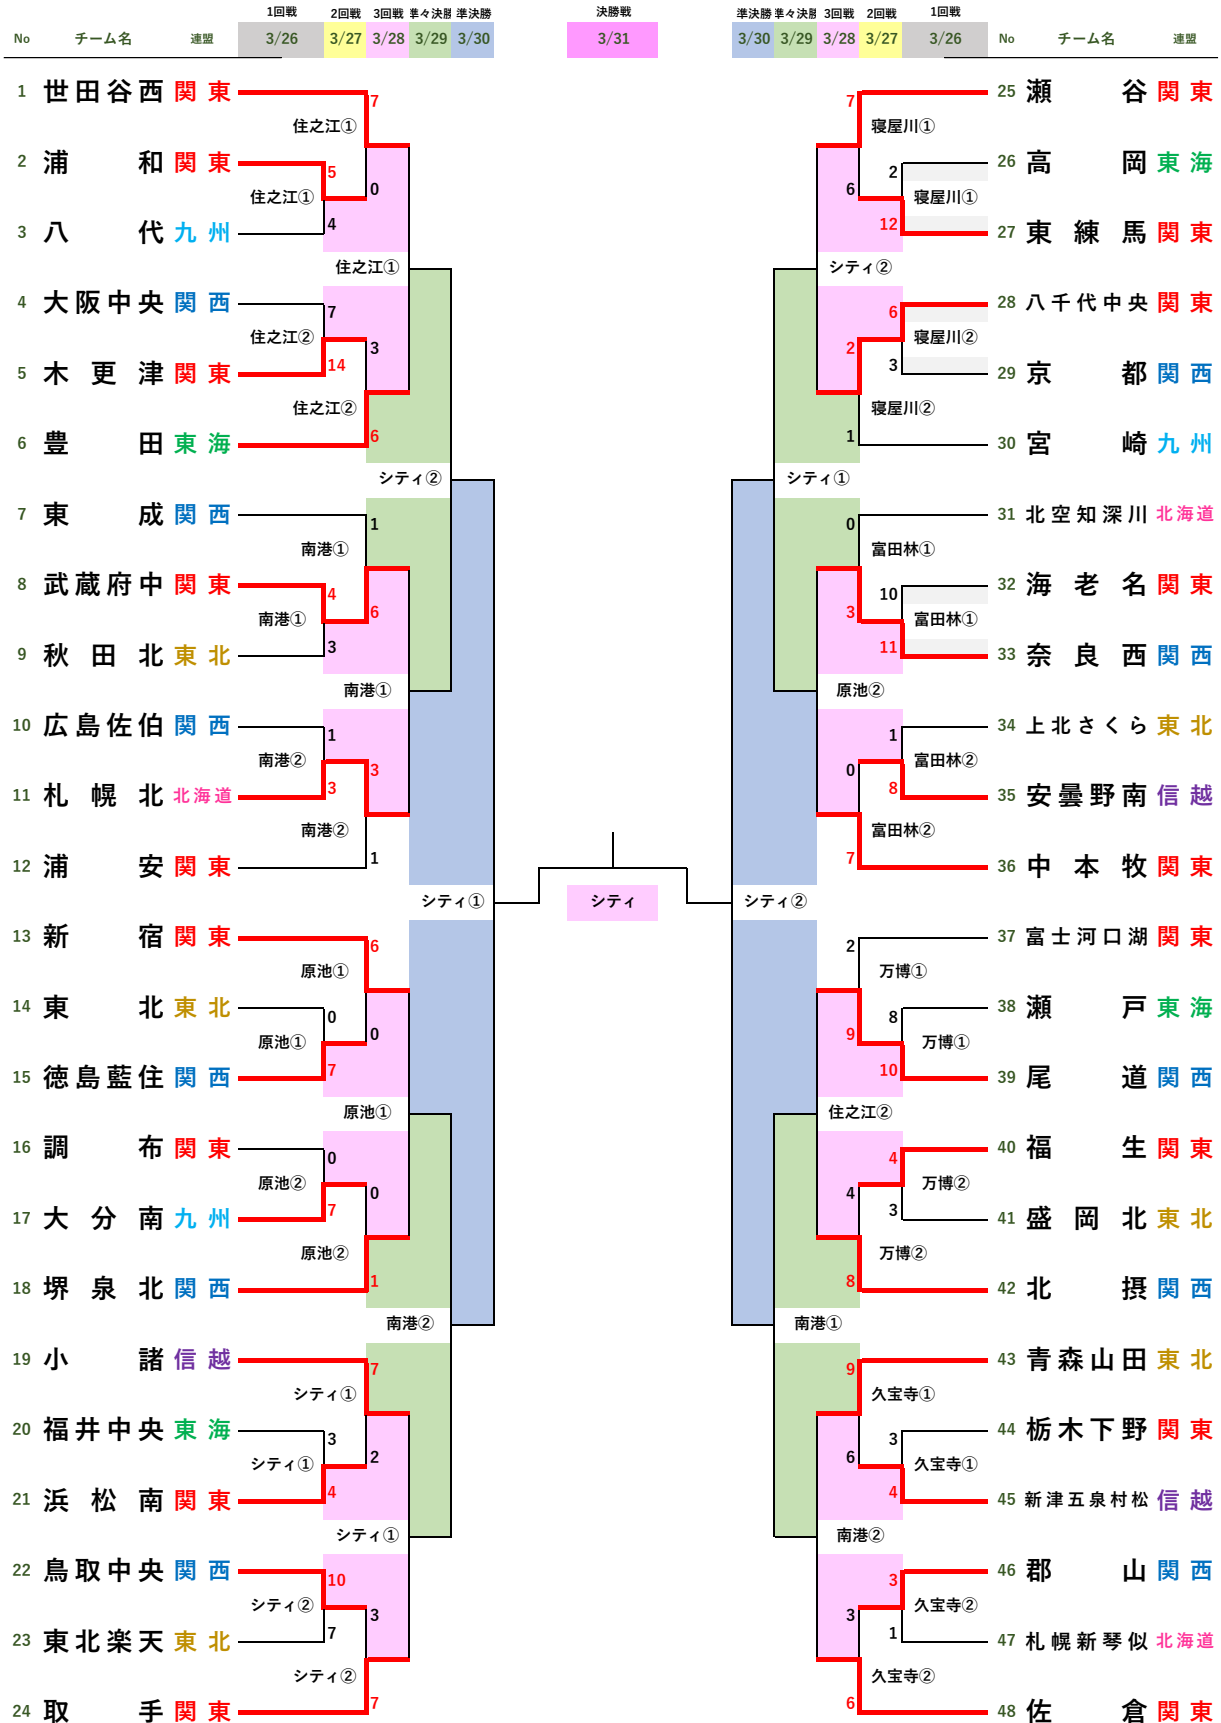 1回戦 2回戦 3回戦 準々決勝 準決勝 決勝戦 準決勝 準々決勝 3回戦 2回戦 1回戦
No チーム名 連盟 3/26 3/27 3/28 3/29 3/30 3/31 3/30 3/29 3/28 3/27 3/26 No チーム名 連盟
1 世田谷西 関東 7
住之江①
2 浦和 関東 5 0
住之江①
3 八代 九州 4
住之江①
4 大阪中央 関西 7
住之江②
5 木更津 関東 14 3
住之江②
6 豊田 東海 6
シティ②
7 東成 関西 1
南港①
8 武蔵府中 関東 4 6
南港①
9 秋田北 東北 3
南港①
10 広島佐伯 関西 1
南港②
11 札幌北 北海道 3 3
南港②
12 浦安 関東 1
シティ①
13 新宿 関東 6
原池①
14 東北 東北 0 0
原池①
15 徳島藍住 関西 7
原池①
16 調布 関東 0
原池②
17 大分南 九州 7 0
原池②
18 堺泉北 関西 1
南港②
19 小諸 信越 7
シティ①
20 福井中央 東海 3 2
シティ①
21 浜松南 関東 4
シティ①
22 鳥取中央 関西 10
シティ②
23 東北楽天 東北 7 3
シティ②
24 取手 関東 7
シティ
7 25 瀬谷 関東
寝屋川①
6 2 26 高岡 東海
寝屋川①
12 27 東練馬 関東
シティ②
6 28 八千代中央 関東
寝屋川②
2 3 29 京都 関西
寝屋川②
1 30 宮崎 九州
シティ①
0 31 北空知深川 北海道
富田林①
3 10 32 海老名 関東
富田林①
11 33 奈良西 関西
原池②
1 34 上北さくら 東北
富田林②
0 8 35 安曇野南 信越
富田林②
7 36 中本牧 関東
シティ②
2 37 富士河口湖 関東
万博①
9 8 38 瀬戸 東海
万博①
10 39 尾道 関西
住之江②
4 40 福生 関東
万博②
4 3 41 盛岡北 東北
万博②
8 42 北摂 関西
南港①
9 43 青森山田 東北
久宝寺①
6 3 44 栃木下野 関東
久宝寺①
4 45 新津五泉村松 信越
南港②
3 46 郡山 関西
久宝寺②
3 1 47 札幌新琴似 北海道
久宝寺②
6 48 佐倉 関東